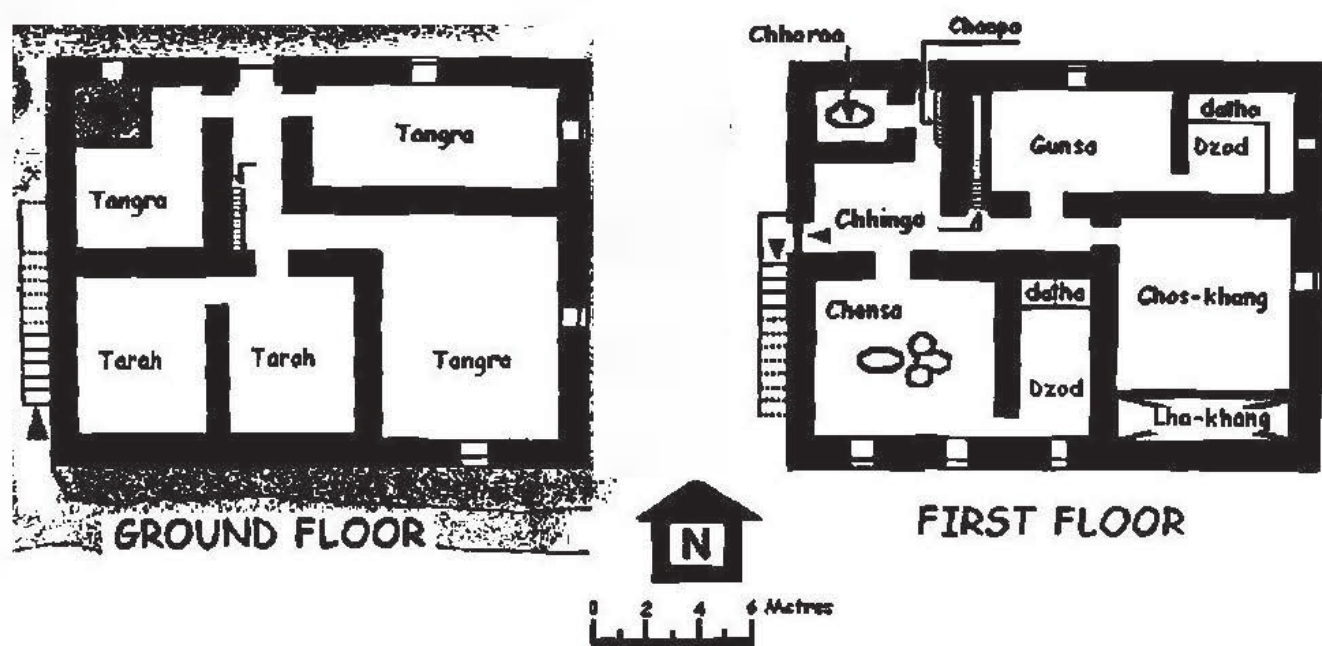 Chharaa
Chaspa
Tangra
Tangra
Tarah
Tarah
Tangra
GROUND FLOOR
datha
Gunsa
Dzod
Chhinga
Chensa
datha
Dzod
Chos-khang
Lha-khang
FIRST FLOOR
N
0 2 4 6 Metres